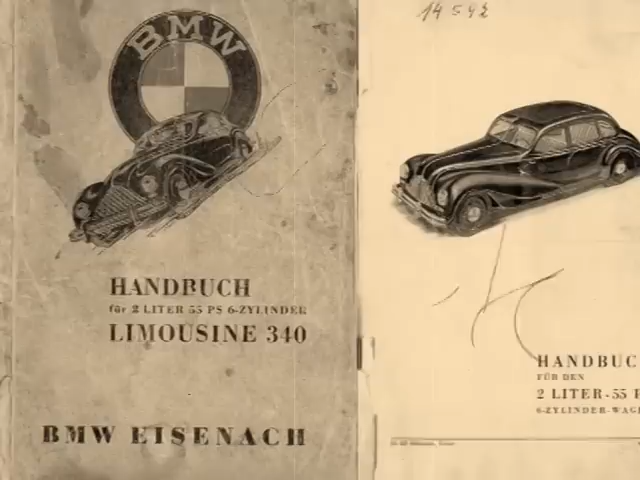 BMW
HANDBUCH
für 2 LITER 55 PS 6-ZYLINDER
LIMOUSINE 340
BMW EISENACH
14592
HANDBUC
FÜR DEN
2 LITER-55 P
6-ZYLINDER-WAG